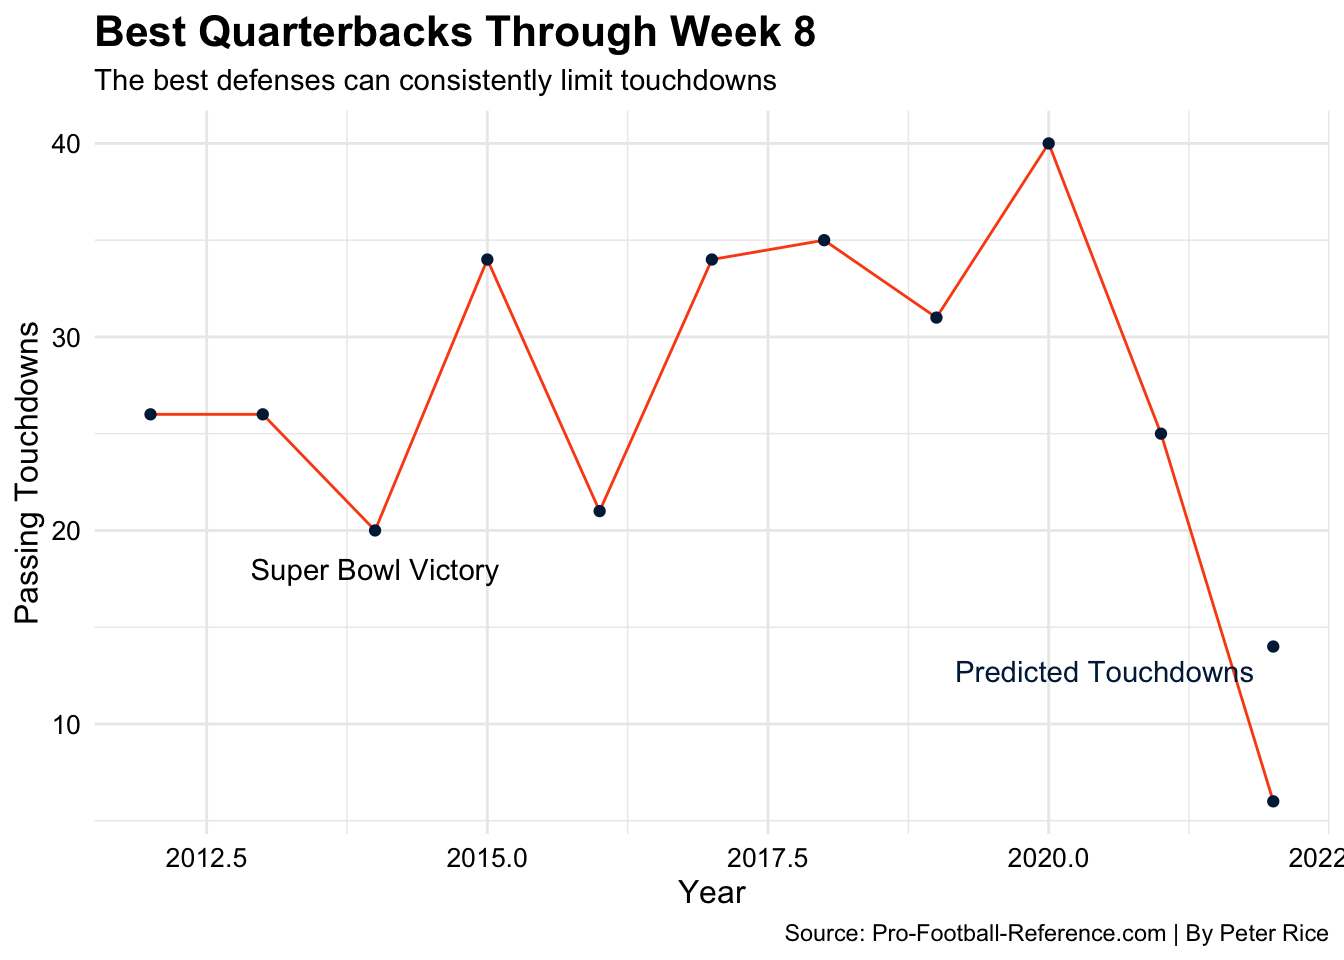 Best Quarterbacks Through Week 8
The best defenses can consistently limit touchdowns
40
30
20
10
Passing Touchdowns
Super Bowl Victory
Predicted Touchdowns
2012.5
2015.0
2017.5
2020.0
2022
Year
Source: Pro-Football-Reference.com | By Peter Rice